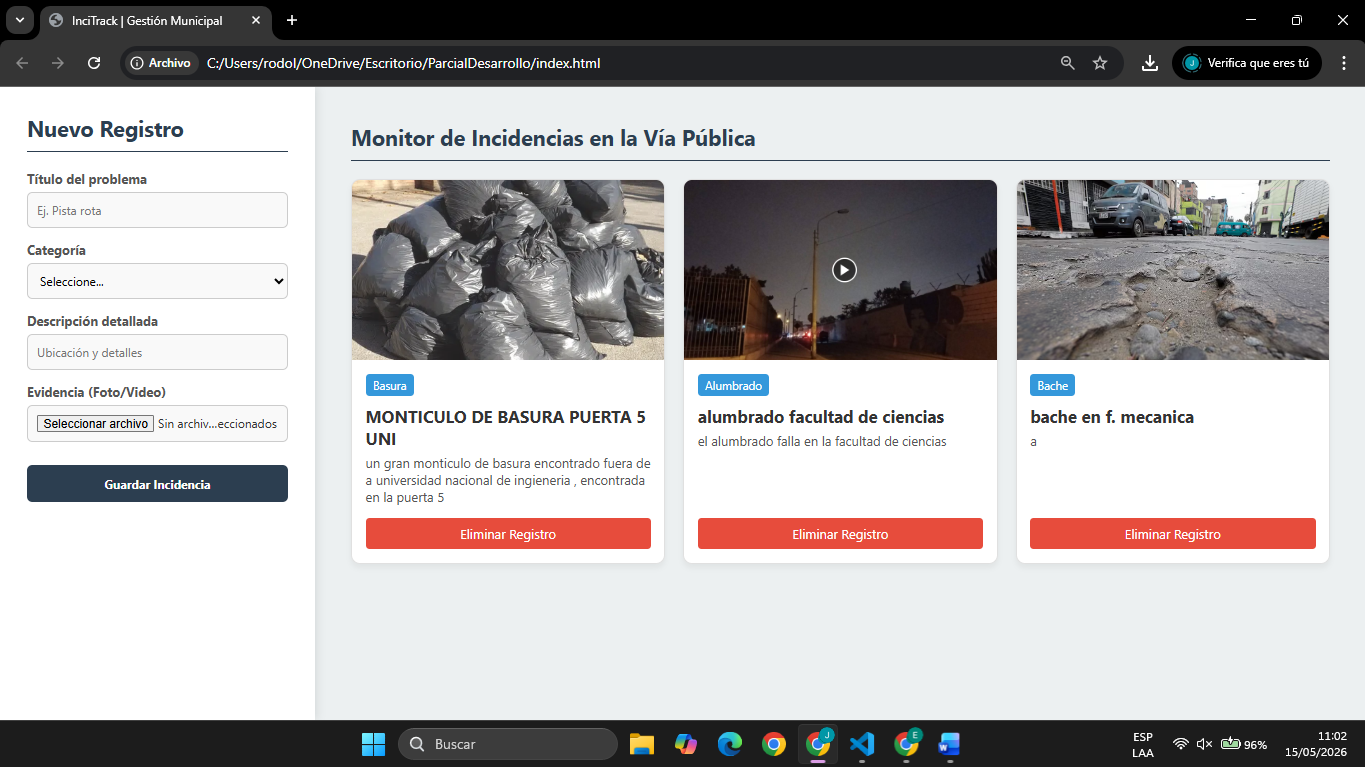 InciTrack | Gestión Municipal
Archivo
C:/Users/rodol/OneDrive/Escritorio/ParcialDesarrollo/index.html
J
Verifica que eres tú
Nuevo Registro
Título del problema
Ej. Pista rota
Categoría
Seleccione...
Descripción detallada
Ubicación y detalles
Evidencia (Foto/Video)
Seleccionar archivo Sin archiv...eccionados
Guardar Incidencia
Monitor de Incidencias en la Vía Pública
Basura
MONTICULO DE BASURA PUERTA 5
UNI
un gran monticulo de basura encontrado fuera de
a universidad nacional de ingieneria , encontrada
en la puerta 5
Eliminar Registro
Alumbrado
alumbrado facultad de ciencias
el alumbrado falla en la facultad de ciencias
Eliminar Registro
Bache
bache en f. mecanica
a
Eliminar Registro
Buscar
J
E
W
ESP
LAA
96%
11:02
15/05/2026